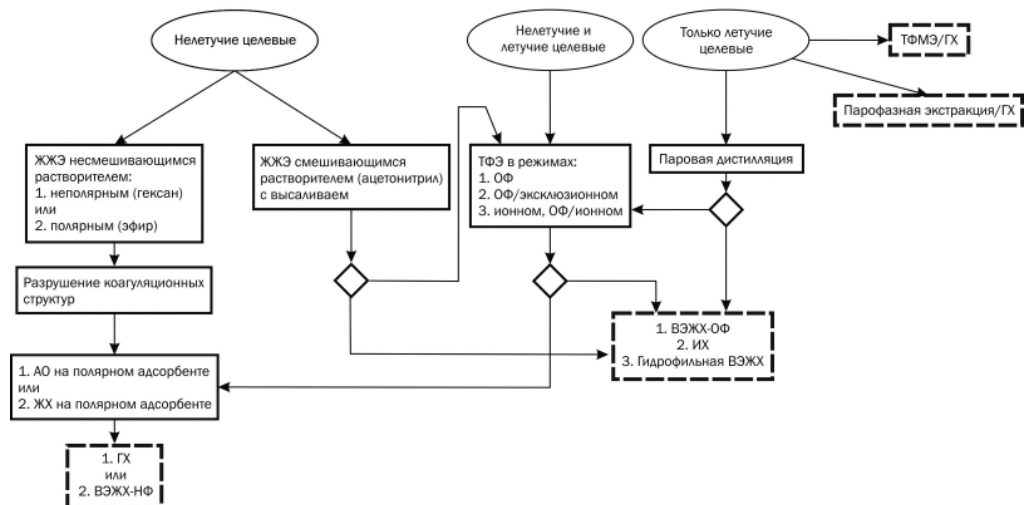 Нелетучие целевые
Нелетучие и
летучие целевые
Только летучие
целевые
ТФМЭ/ГХ
Парофазная экстракция/ГХ
ЖЖЭ несмешивающимся
растворителем:
1. неполярным (гексан)
или
2. полярным (эфир)
ЖЖЭ смешивающимся
растворителем (ацетонитрил)
с высаливаем
ТФЭ в режимах:
1. ОФ
2. ОФ/эксклюзионном
3. ионном, ОФ/ионном
Паровая дистилляция
Разрушение коагуляционных
структур
1. ВЭЖХ-ОФ
2. ИХ
3. Гидрофильная ВЭЖХ
1. АО на полярном адсорбенте
или
2. ЖХ на полярном адсорбенте
1. ГХ
или
2. ВЭЖХ-НФ